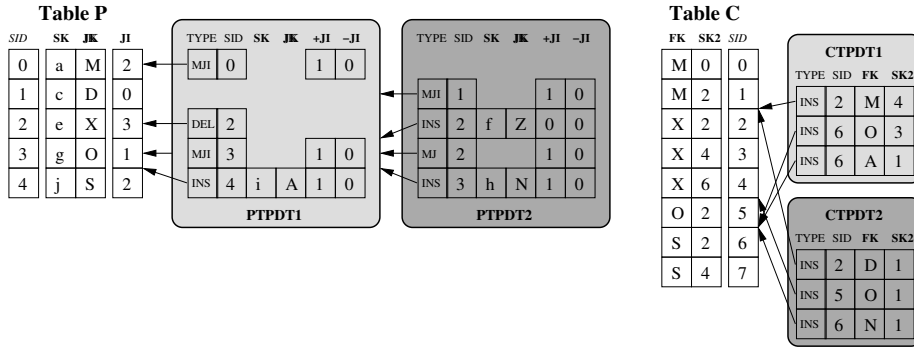 Table P
SID SK JK JI
0 a M 2
1 c D 0
2 e X 3
3 g O 1
4 j S 2
TYPE SID SK JK +JI −JI
MJI 0 1 0
DEL 2
MJI 3 1 0
INS 4 i A 1 0
PTPDT1
TYPE SID SK JK +JI −JI
MJI 1 1 0
INS 2 f Z 0 0
MJ 2 1 0
INS 3 h N 1 0
PTPDT2
Table C
FK SK2 SID
M 0 0
M 2 1
X 2 2
X 4 3
X 6 4
O 2 5
S 2 6
S 4 7
CTPDT1
TYPE SID FK SK2
INS 2 M 4
INS 6 O 3
INS 6 A 1
CTPDT2
TYPE SID FK SK2
INS 2 D 1
INS 5 O 1
INS 6 N 1